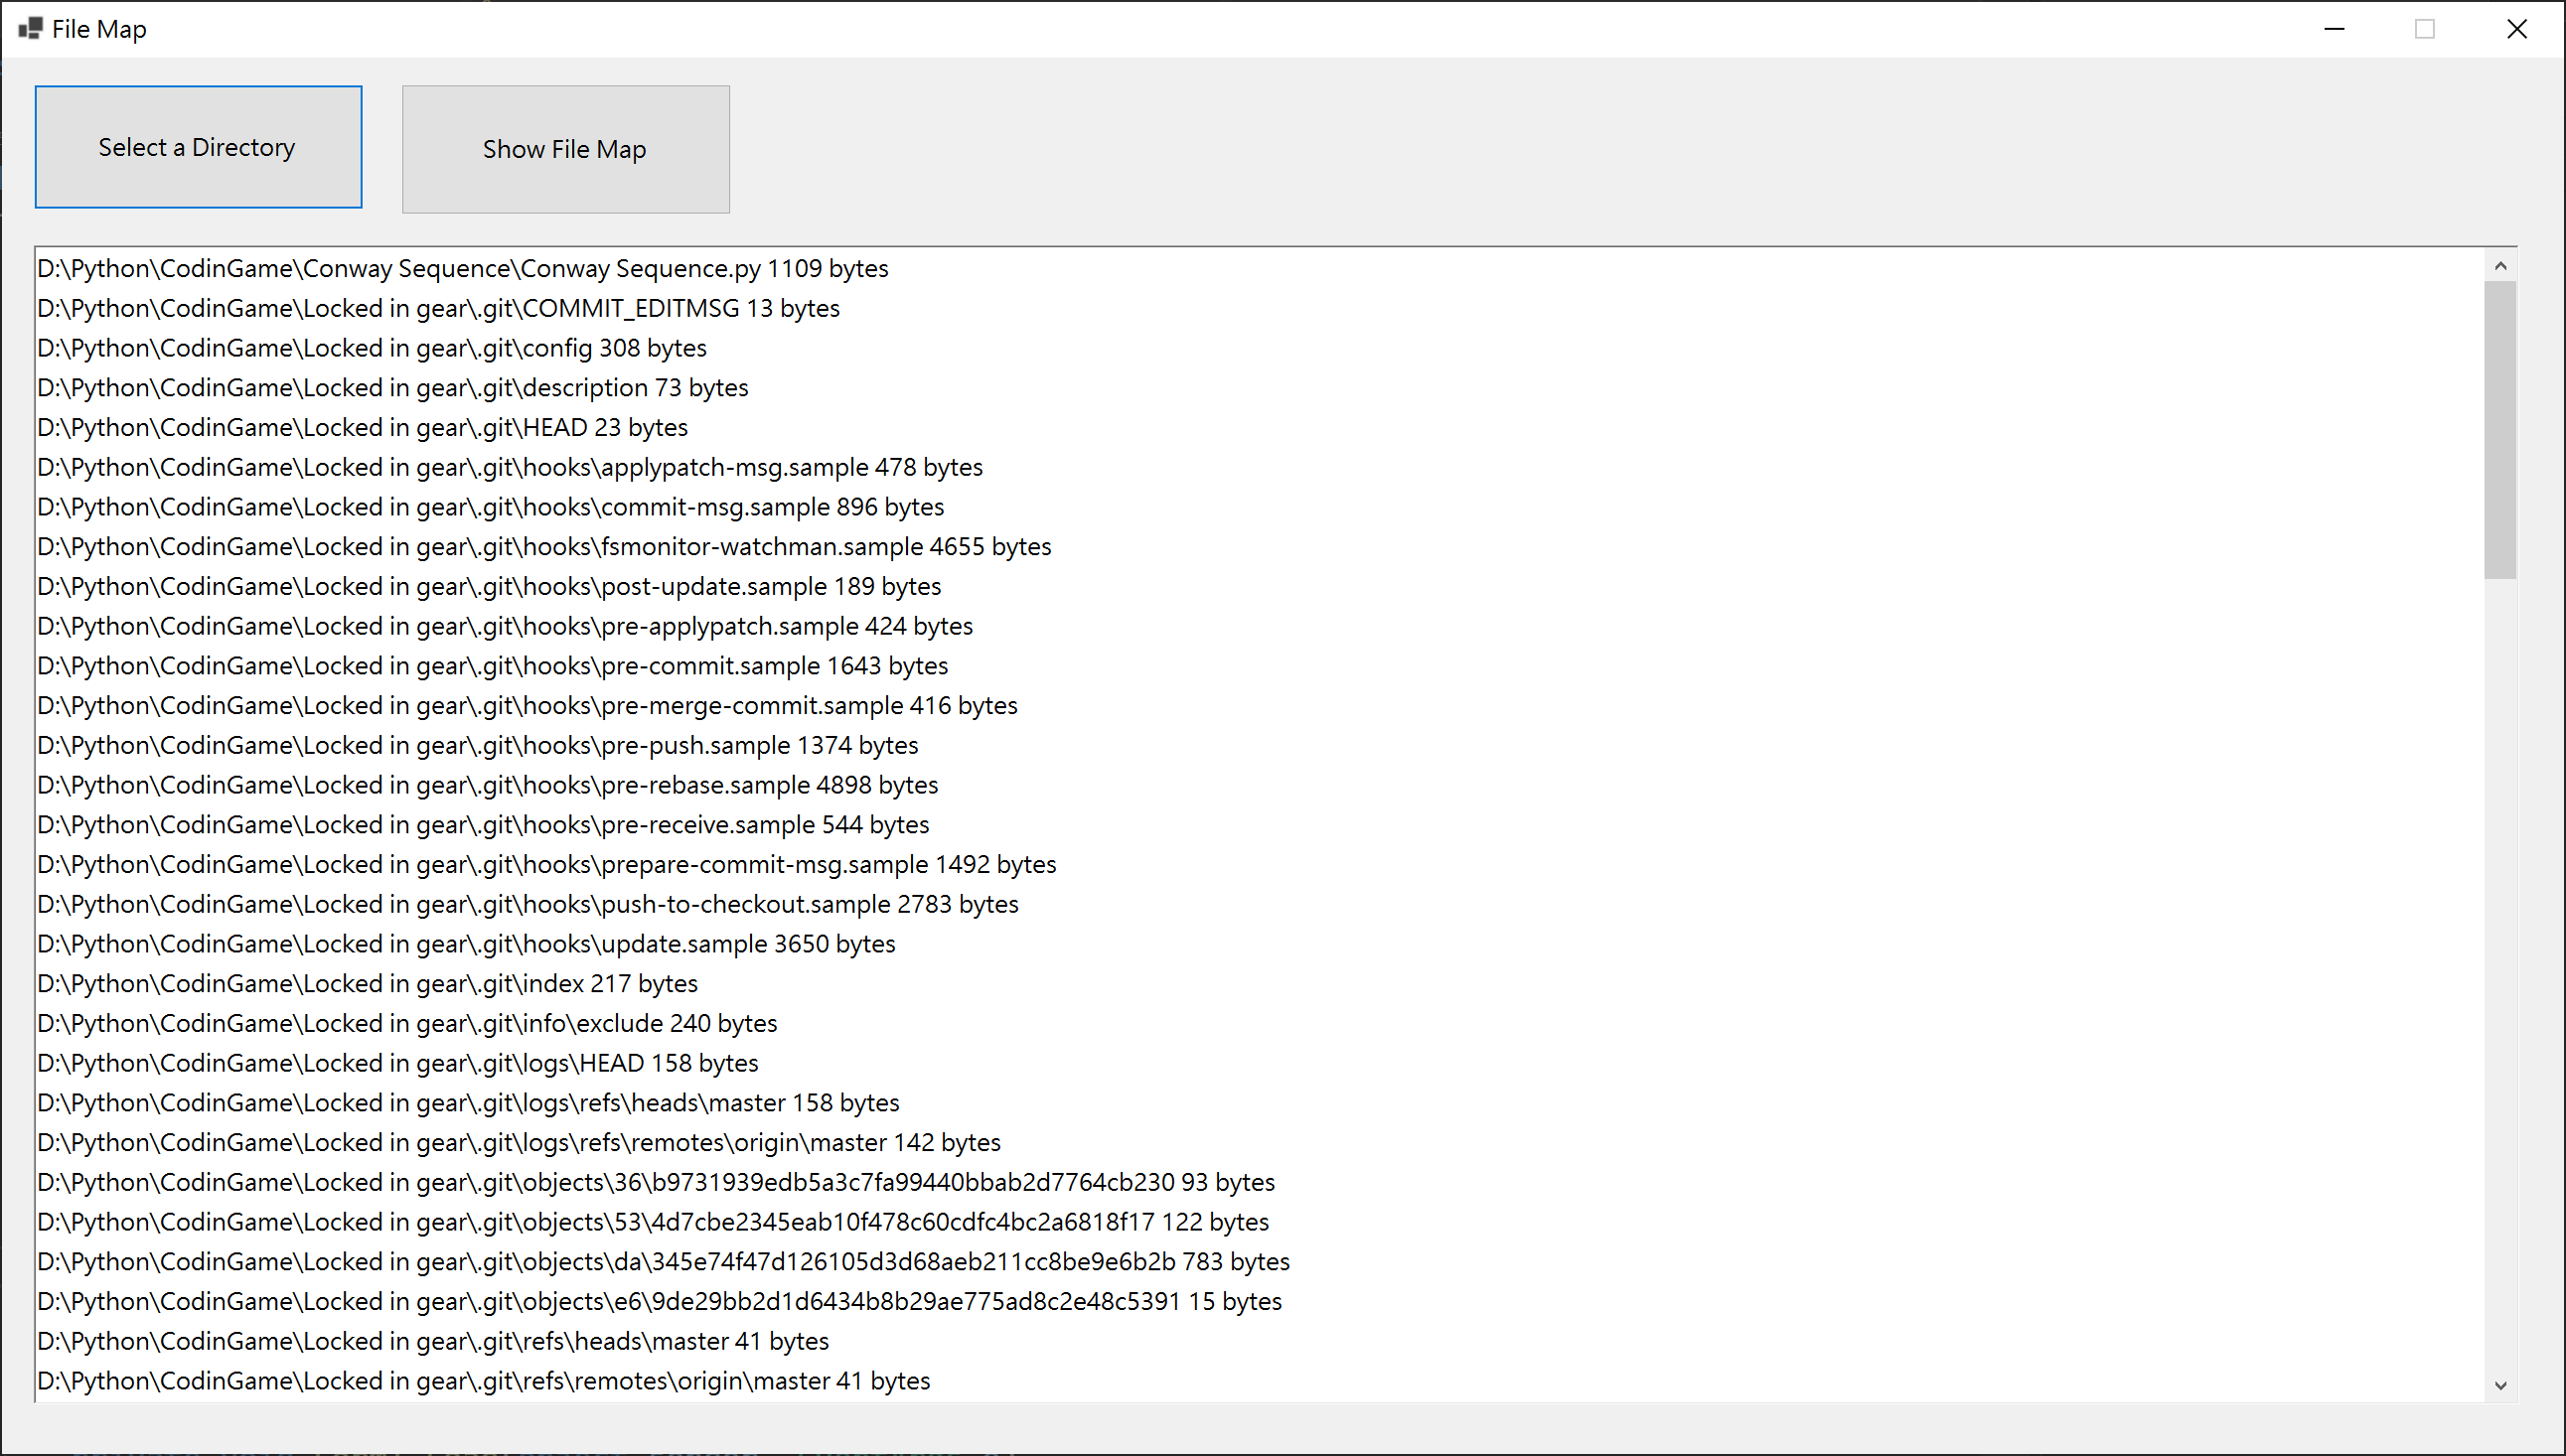 File Map
Select a Directory
Show File Map
D:\Python\CodinGame\Conway Sequence\Conway Sequence.py 1109 bytes
D:\Python\CodinGame\Locked in gear\.git\COMMIT_EDITMSG 13 bytes
D:\Python\CodinGame\Locked in gear\.git\config 308 bytes
D:\Python\CodinGame\Locked in gear\.git\description 73 bytes
D:\Python\CodinGame\Locked in gear\.git\HEAD 23 bytes
D:\Python\CodinGame\Locked in gear\.git\hooks\applypatch-msg.sample 478 bytes
D:\Python\CodinGame\Locked in gear\.git\hooks\commit-msg.sample 896 bytes
D:\Python\CodinGame\Locked in gear\.git\hooks\fsmonitor-watchman.sample 4655 bytes
D:\Python\CodinGame\Locked in gear\.git\hooks\post-update.sample 189 bytes
D:\Python\CodinGame\Locked in gear\.git\hooks\pre-applypatch.sample 424 bytes
D:\Python\CodinGame\Locked in gear\.git\hooks\pre-commit.sample 1643 bytes
D:\Python\CodinGame\Locked in gear\.git\hooks\pre-merge-commit.sample 416 bytes
D:\Python\CodinGame\Locked in gear\.git\hooks\pre-push.sample 1374 bytes
D:\Python\CodinGame\Locked in gear\.git\hooks\pre-rebase.sample 4898 bytes
D:\Python\CodinGame\Locked in gear\.git\hooks\pre-receive.sample 544 bytes
D:\Python\CodinGame\Locked in gear\.git\hooks\prepare-commit-msg.sample 1492 bytes
D:\Python\CodinGame\Locked in gear\.git\hooks\push-to-checkout.sample 2783 bytes
D:\Python\CodinGame\Locked in gear\.git\hooks\update.sample 3650 bytes
D:\Python\CodinGame\Locked in gear\.git\index 217 bytes
D:\Python\CodinGame\Locked in gear\.git\info\exclude 240 bytes
D:\Python\CodinGame\Locked in gear\.git\logs\HEAD 158 bytes
D:\Python\CodinGame\Locked in gear\.git\logs\refs\heads\master 158 bytes
D:\Python\CodinGame\Locked in gear\.git\logs\refs\remotes\origin\master 142 bytes
D:\Python\CodinGame\Locked in gear\.git\objects\36\b9731939edb5a3c7fa99440bbab2d7764cb230 93 bytes
D:\Python\CodinGame\Locked in gear\.git\objects\53\4d7cbe2345eab10f478c60cdfc4bc2a6818f17 122 bytes
D:\Python\CodinGame\Locked in gear\.git\objects\da\345e74f47d126105d3d68aeb211cc8be9e6b2b 783 bytes
D:\Python\CodinGame\Locked in gear\.git\objects\e6\9de29bb2d1d6434b8b29ae775ad8c2e48c5391 15 bytes
D:\Python\CodinGame\Locked in gear\.git\refs\heads\master 41 bytes
D:\Python\CodinGame\Locked in gear\.git\refs\remotes\origin\master 41 bytes